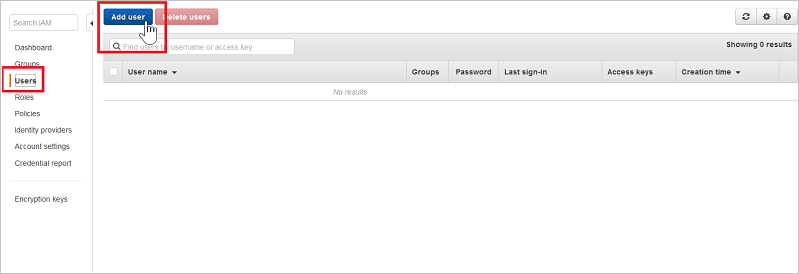 Search IAM
Dashboard
Groups
Users
Roles
Policies
Identity providers
Account settings
Credential report
Encryption keys
Add user Delete users
Find users by username or access key Showing 0 results
User name Groups Password Last sign-in Access keys Creation time
No results